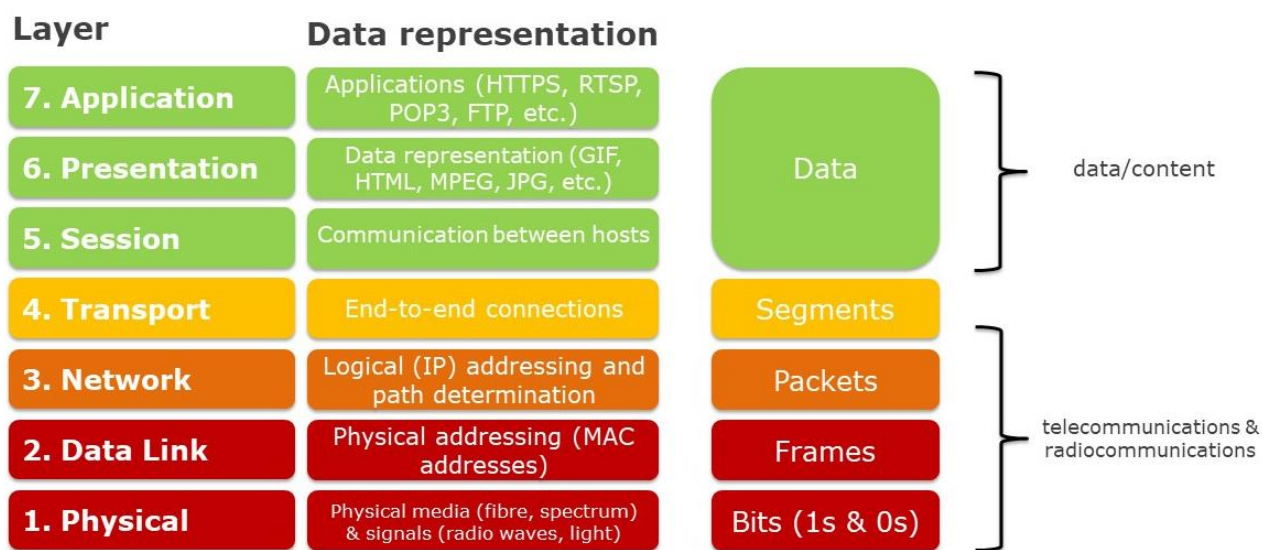 Layer
Data representation
7. Application
Applications (HTTPS, RTSP,
POP3, FTP, etc.)
6. Presentation
Data representation (GIF,
HTML, MPEG, JPG, etc.)
Data
data/content
5. Session
Communication between hosts
4. Transport
End-to-end connections
Segments
3. Network
Logical (IP) addressing and
path determination
Packets
2. Data Link
Physical addressing (MAC
addresses)
Frames
telecommunications &
radiocommunications
1. Physical
Physical media (fibre, spectrum)
& signals (radio waves, light)
Bits (1s & 0s)